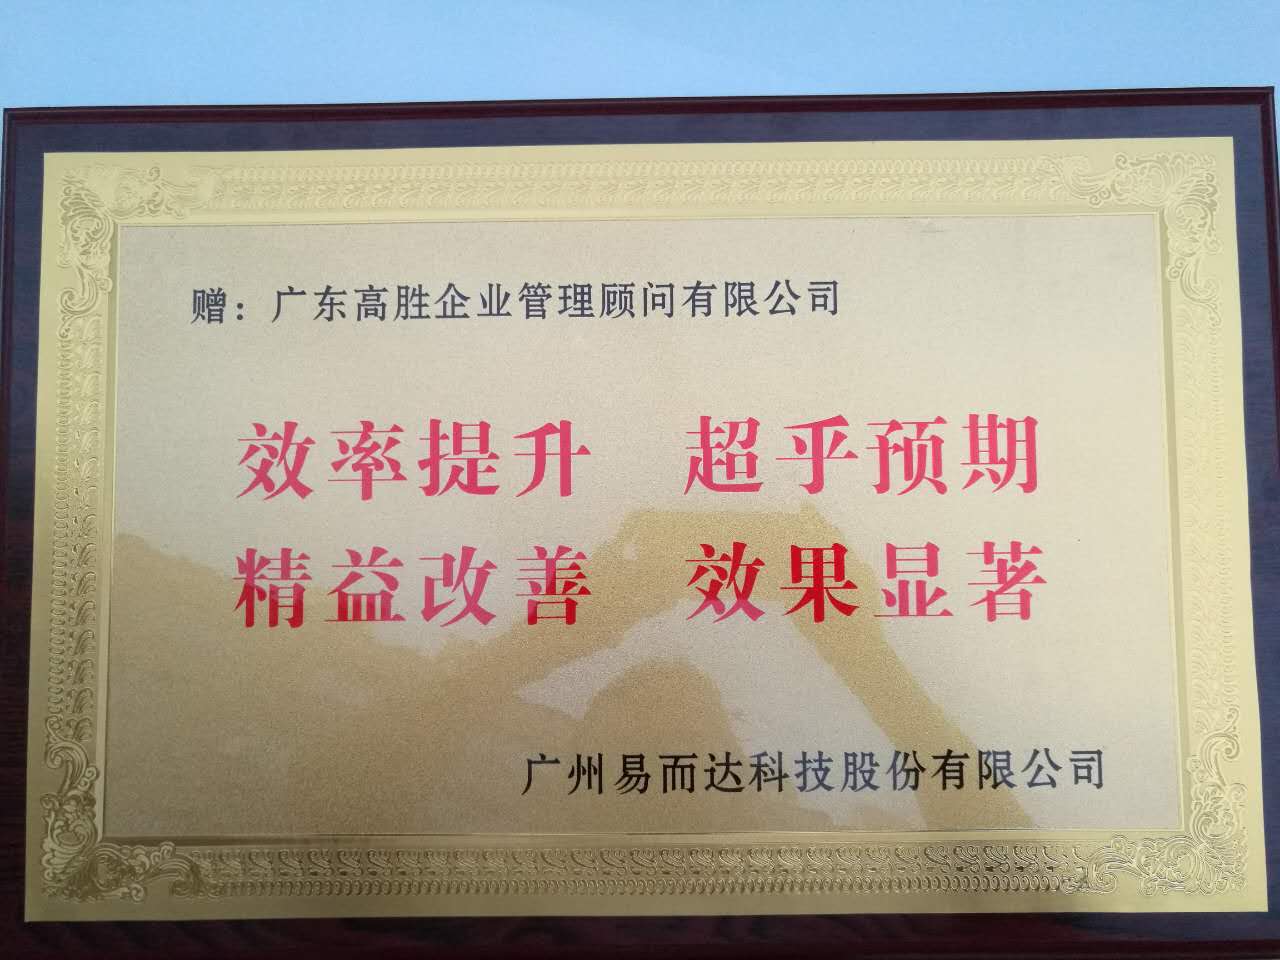 赠：广东高胜企业管理顾问有限公司
效率提升 超乎预期
精益改善 效果显著
广州易而达科技股份有限公司